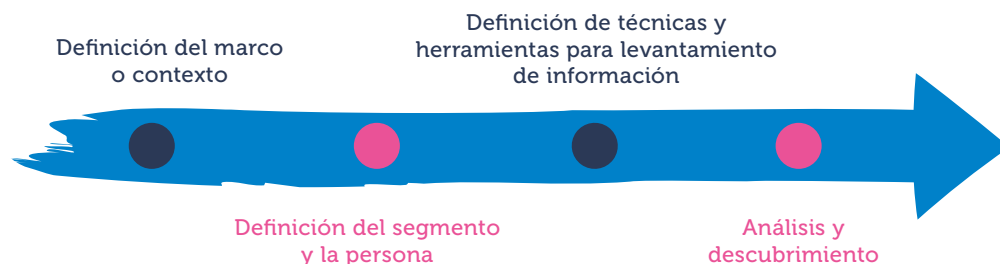 Definición del marco
o contexto
Definición del segmento
y la persona
Definición de técnicas y
herramientas para levantamiento
de información
Análisis y
descubrimiento